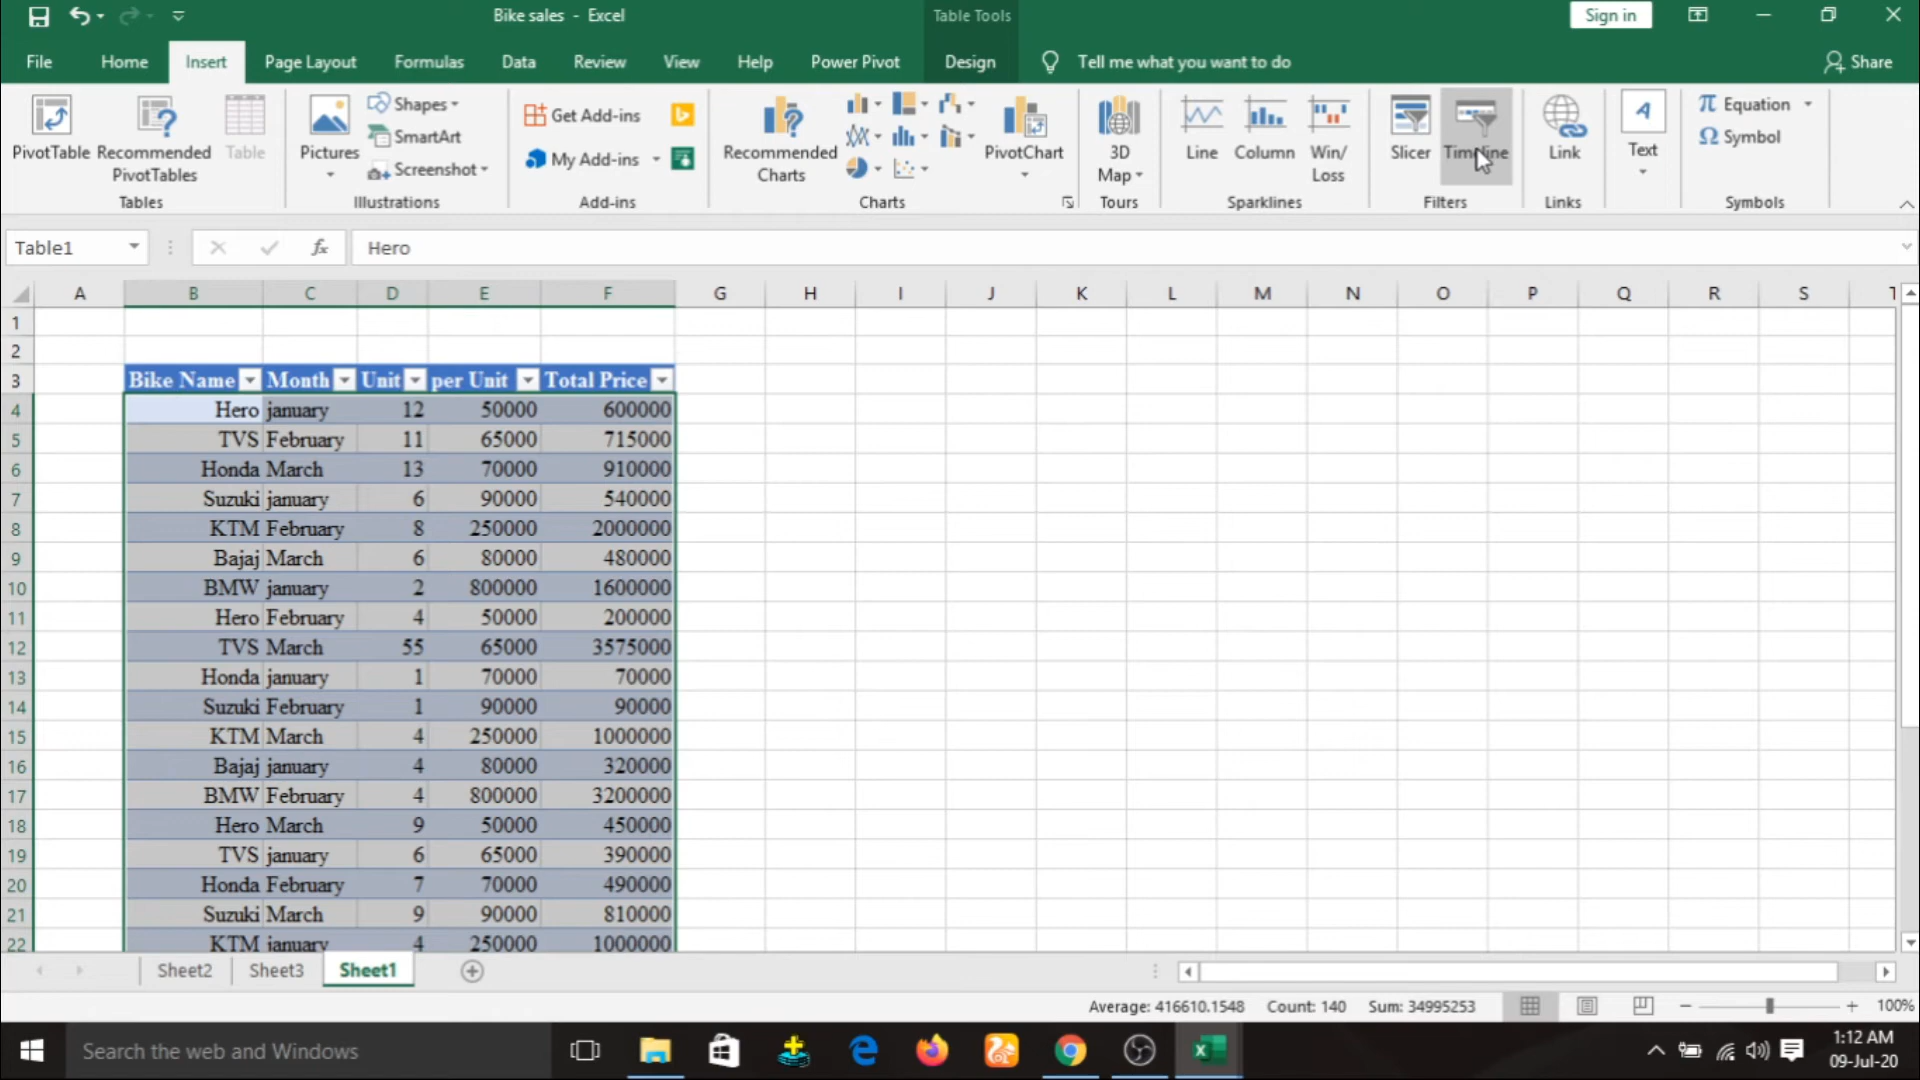 Bike sales - Excel
Table Tools
Sign in
File Home Insert Page Layout Formulas Data Review View Help Power Pivot Design Tell me what you want to do Share
PivotTable
Recommended PivotTables
Table
Tables
Pictures
Shapes
SmartArt
Screenshot
Illustrations
Get Add-ins
My Add-ins
Add-ins
Recommended Charts
PivotChart
Charts
3D Map
Tours
Line
Column
Win/Loss
Sparklines
Slicer
Timeline
Filters
Link
Links
Text
Equation
Symbol
Symbols
Table1 fx Hero
A B C D E F G H I J K L M N O P Q R S T
1
2
3 Bike Name Month Unit per Unit Total Price
4 Hero january 12 50000 600000
5 TVS February 11 65000 715000
6 Honda March 13 70000 910000
7 Suzuki january 6 90000 540000
8 KTM February 8 250000 2000000
9 Bajaj March 6 80000 480000
10 BMW january 2 800000 1600000
11 Hero February 4 50000 200000
12 TVS March 55 65000 3575000
13 Honda january 1 70000 70000
14 Suzuki February 1 90000 90000
15 KTM March 4 250000 1000000
16 Bajaj january 4 80000 320000
17 BMW February 4 800000 3200000
18 Hero March 9 50000 450000
19 TVS january 6 65000 390000
20 Honda February 7 70000 490000
21 Suzuki March 9 90000 810000
22 KTM january 4 250000 1000000
Sheet2 Sheet3 Sheet1
Average: 416610.1548 Count: 140 Sum: 34995253 100%
Search the web and Windows
1:12 AM
09-Jul-20